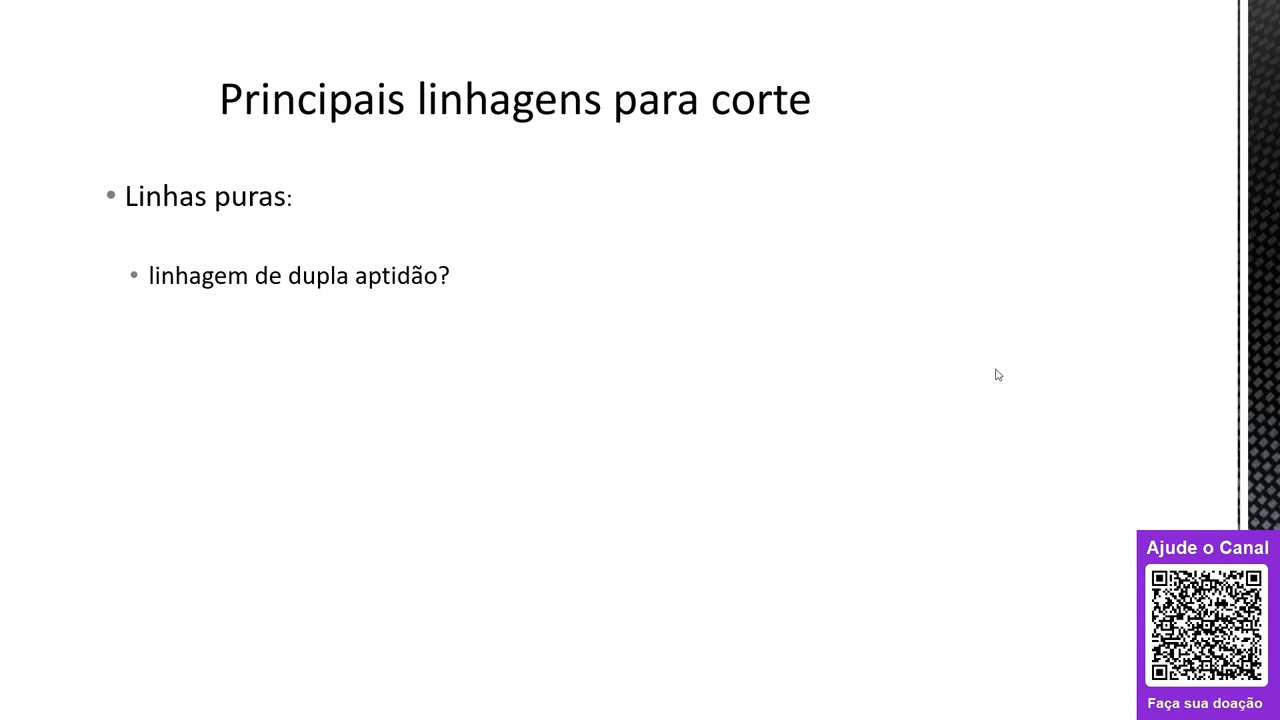 Principais linhagens para corte
• Linhas puras:
• linhagem de dupla aptidão?
Ajude o Canal
Faça sua doação